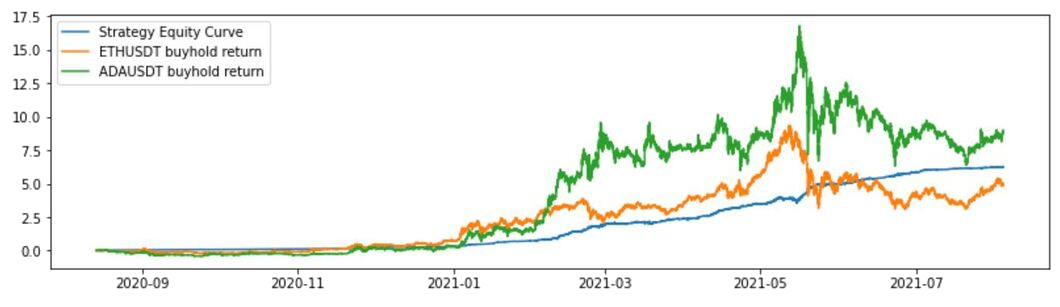 17.5
15.0
12.5
10.0
7.5
5.0
2.5
0.0
Strategy Equity Curve
ETHUSDT buyhold return
ADAUSDT buyhold return
2020-09 2020-11 2021-01 2021-03 2021-05 2021-07